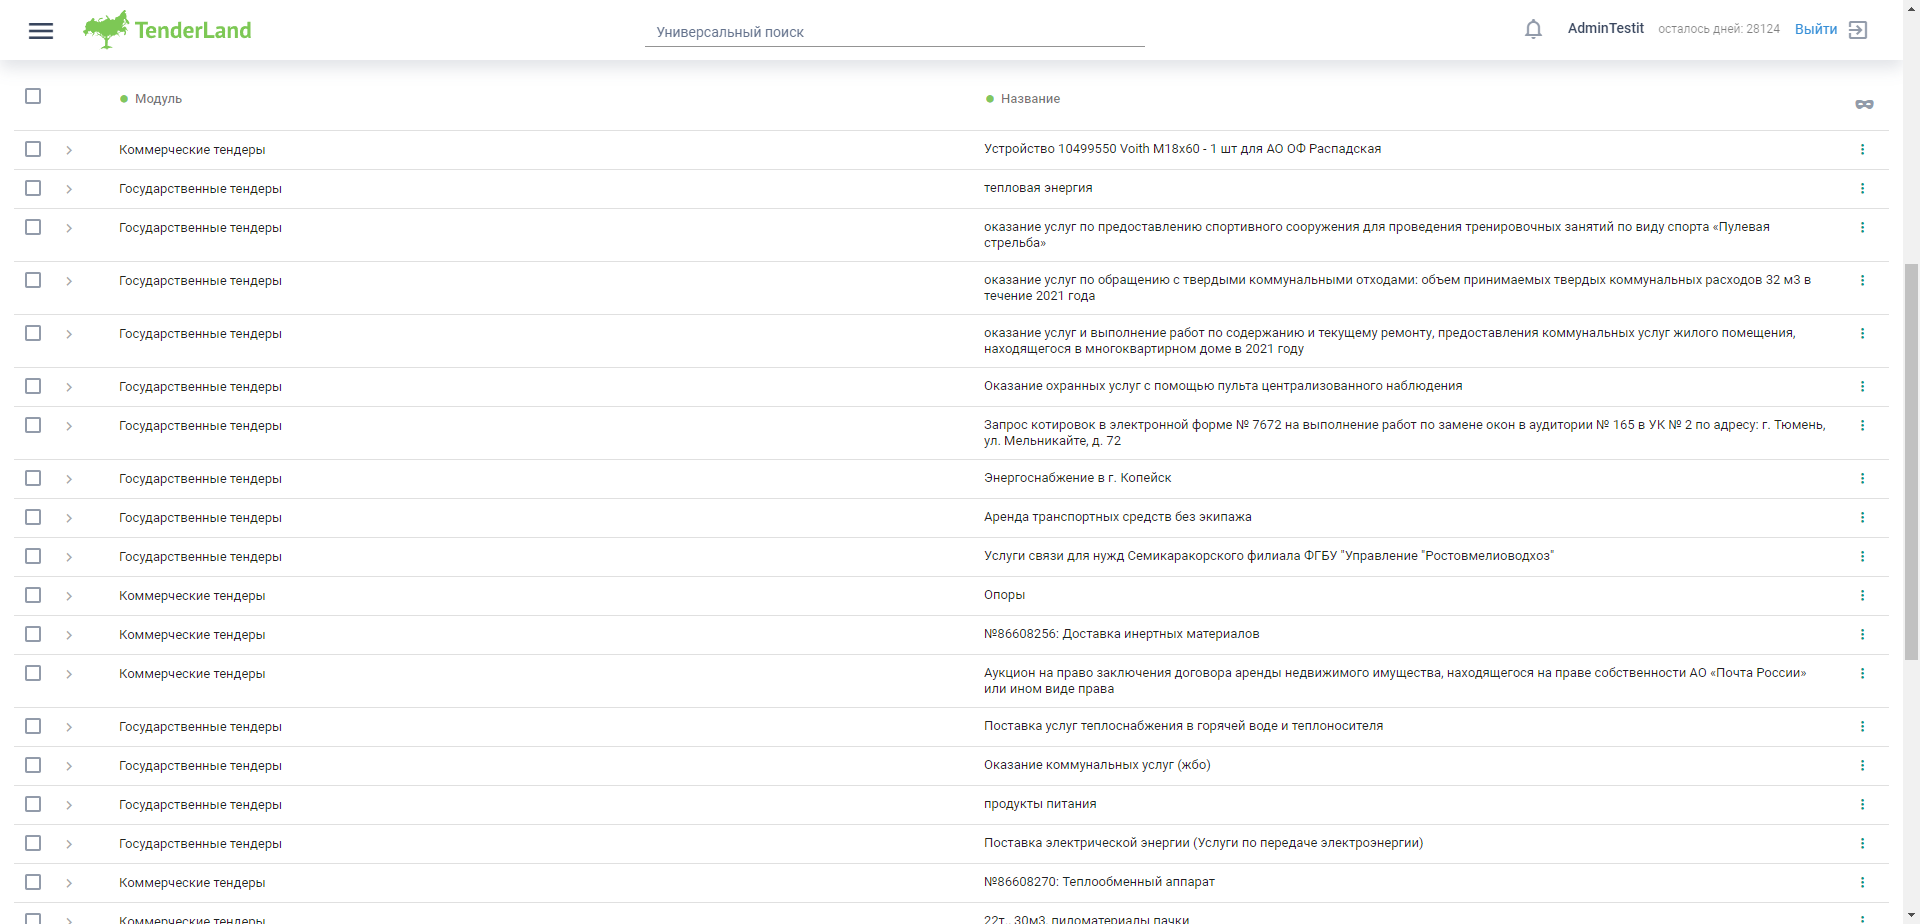 TenderLand
Универсальный поиск
AdminTestit
осталось дней: 28124
Выйти
Модуль
Название
Коммерческие тендеры
Устройство 10499550 Voith M18x60 - 1 шт для АО ОФ Распадская
Государственные тендеры
тепловая энергия
Государственные тендеры
оказание услуг по предоставлению спортивного сооружения для проведения тренировочных занятий по виду спорта «Пулевая
стрельба»
Государственные тендеры
оказание услуг по обращению с твердыми коммунальными отходами: объем принимаемых твердых коммунальных расходов 32 м3 в
течение 2021 года
Государственные тендеры
оказание услуг и выполнение работ по содержанию и текущему ремонту, предоставления коммунальных услуг жилого помещения,
находящегося в многоквартирном доме в 2021 году
Государственные тендеры
Оказание охранных услуг с помощью пульта централизованного наблюдения
Государственные тендеры
Запрос котировок в электронной форме № 7672 на выполнение работ по замене окон в аудитории № 165 в УК № 2 по адресу: г. Тюмень,
ул. Мельникайте, д. 72
Государственные тендеры
Энергоснабжение в г. Копейск
Государственные тендеры
Аренда транспортных средств без экипажа
Государственные тендеры
Услуги связи для нужд Семикаракорского филиала ФГБУ "Управление "Ростовмелиоводхоз"
Коммерческие тендеры
Опоры
Коммерческие тендеры
№86608256: Доставка инертных материалов
Коммерческие тендеры
Аукцион на право заключения договора аренды недвижимого имущества, находящегося на праве собственности АО «Почта России»
или ином виде права
Государственные тендеры
Поставка услуг теплоснабжения в горячей воде и теплоносителя
Государственные тендеры
Оказание коммунальных услуг (жбо)
Государственные тендеры
продукты питания
Государственные тендеры
Поставка электрической энергии (Услуги по передаче электроэнергии)
Коммерческие тендеры
№86608270: Теплообменный аппарат
Коммерческие тендеры
22т., 30м3, пиломатериалы пачки